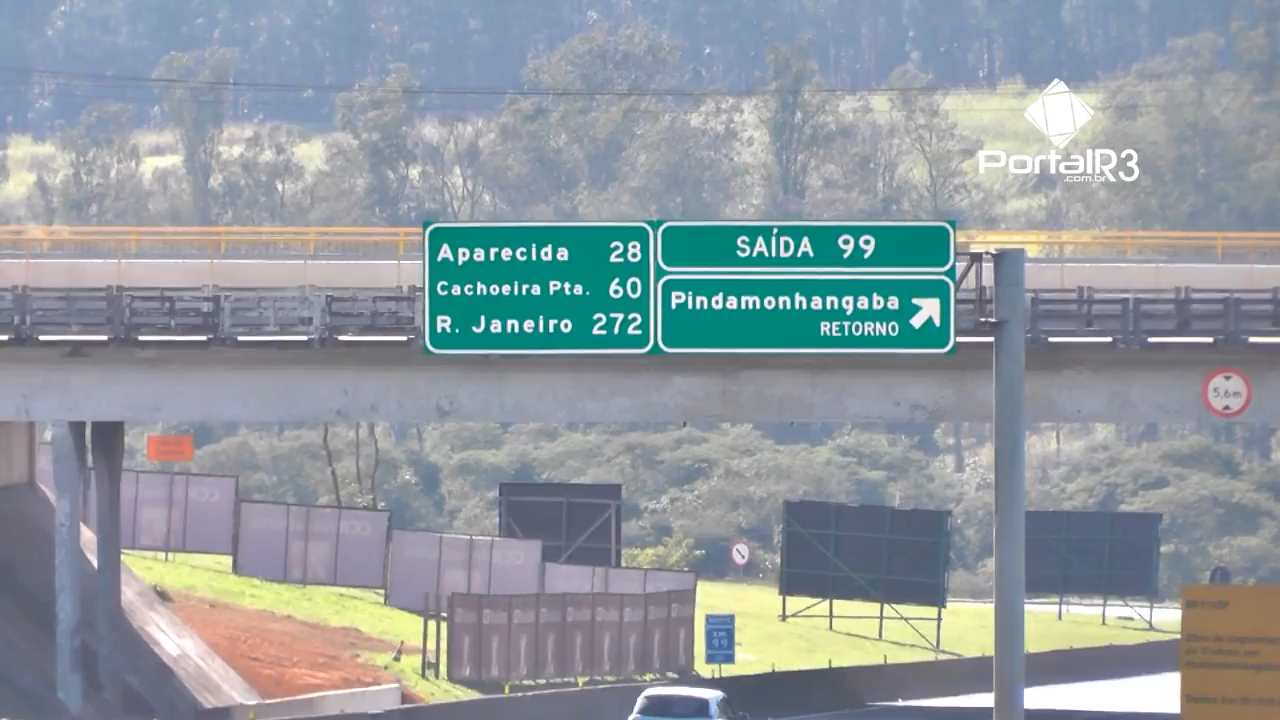 PortalR3
.com.br
Aparecida 28
Cachoeira Pta. 60
R. Janeiro 272
SAÍDA 99
Pindamonhangaba
RETORNO
5,6m
km
99